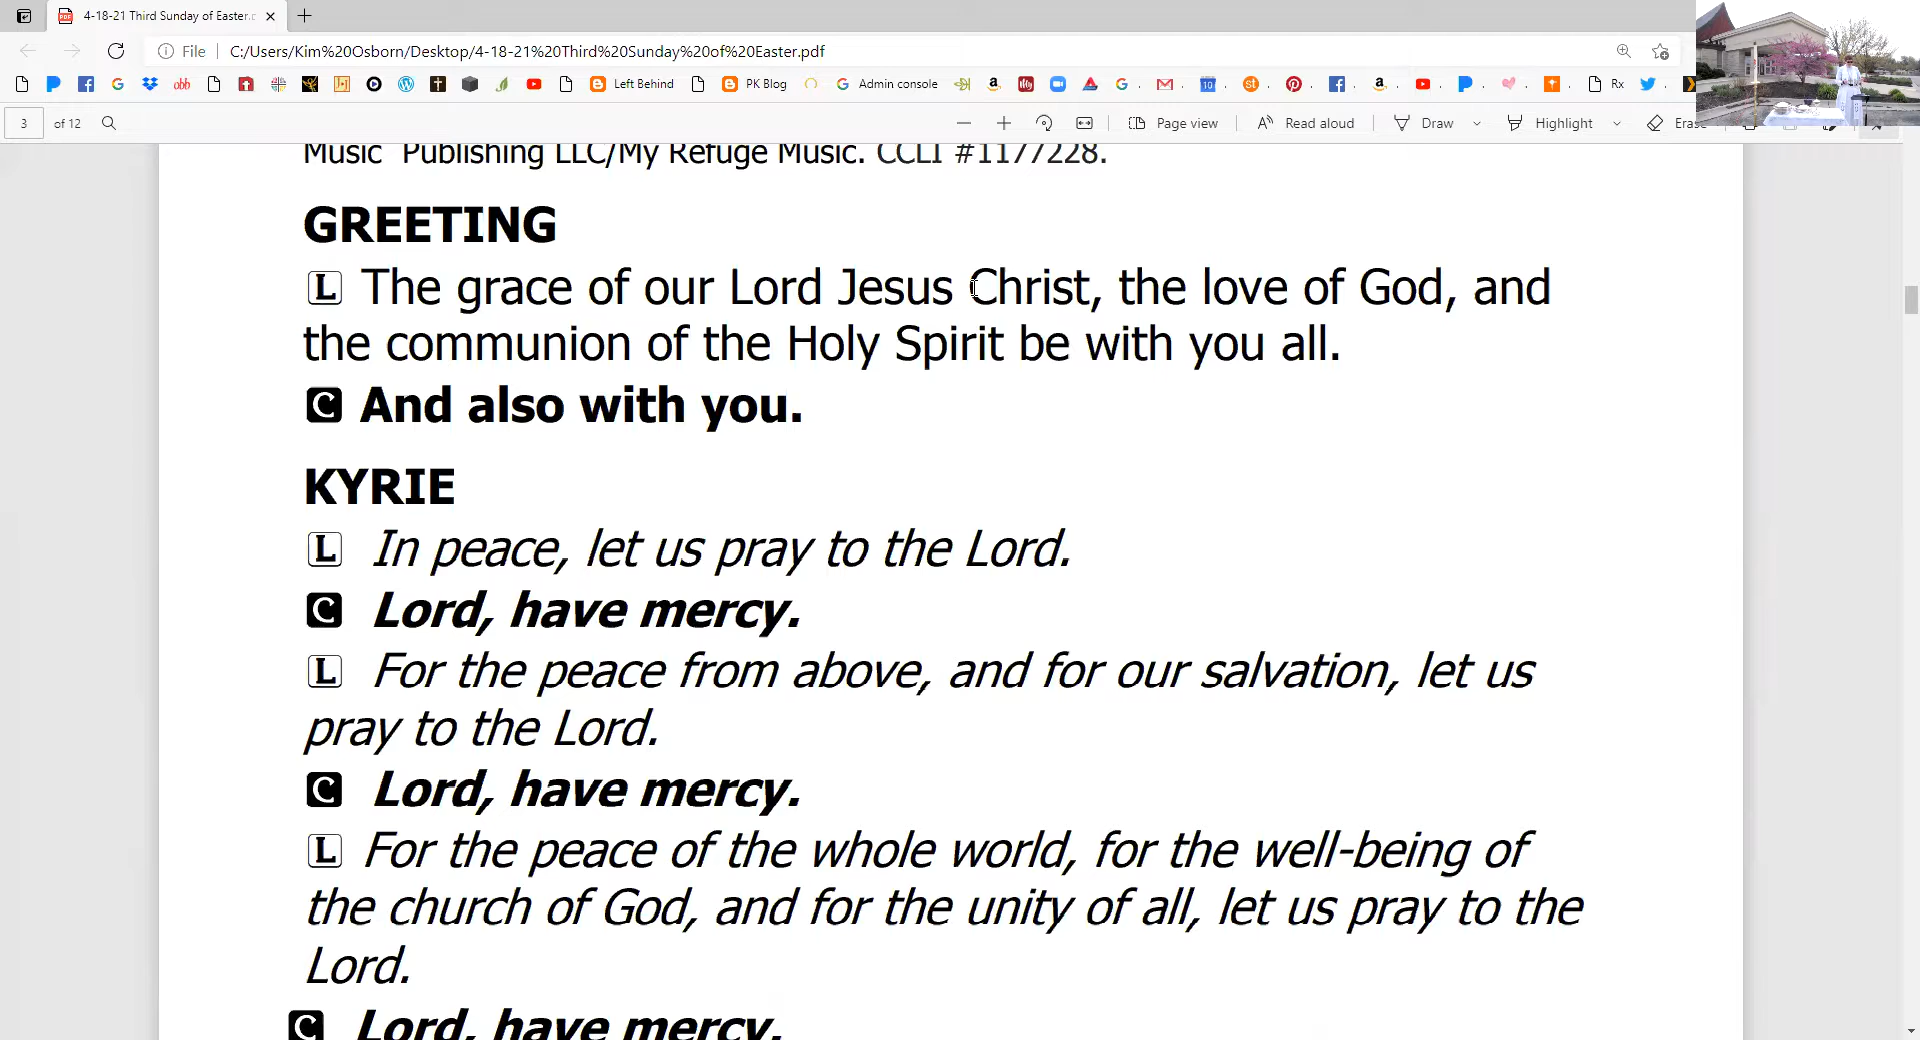 4-18-21 Third Sunday of Easter.
File C:/Users/Kim%20Osborn/Desktop/4-18-21%20Third%20Sunday%20of%20Easter.pdf
Left Behind PK Blog Admin console Rx
3 of 12 Page view Read aloud Draw Highlight Erase
Music Publishing LLC/My Refuge Music. CCLI #1177228.
GREETING
L The grace of our Lord Jesus Christ, the love of God, and
the communion of the Holy Spirit be with you all.
C And also with you.
KYRIE
L In peace, let us pray to the Lord.
C Lord, have mercy.
L For the peace from above, and for our salvation, let us
pray to the Lord.
C Lord, have mercy.
L For the peace of the whole world, for the well-being of
the church of God, and for the unity of all, let us pray to the
Lord.
C Lord, have mercy.